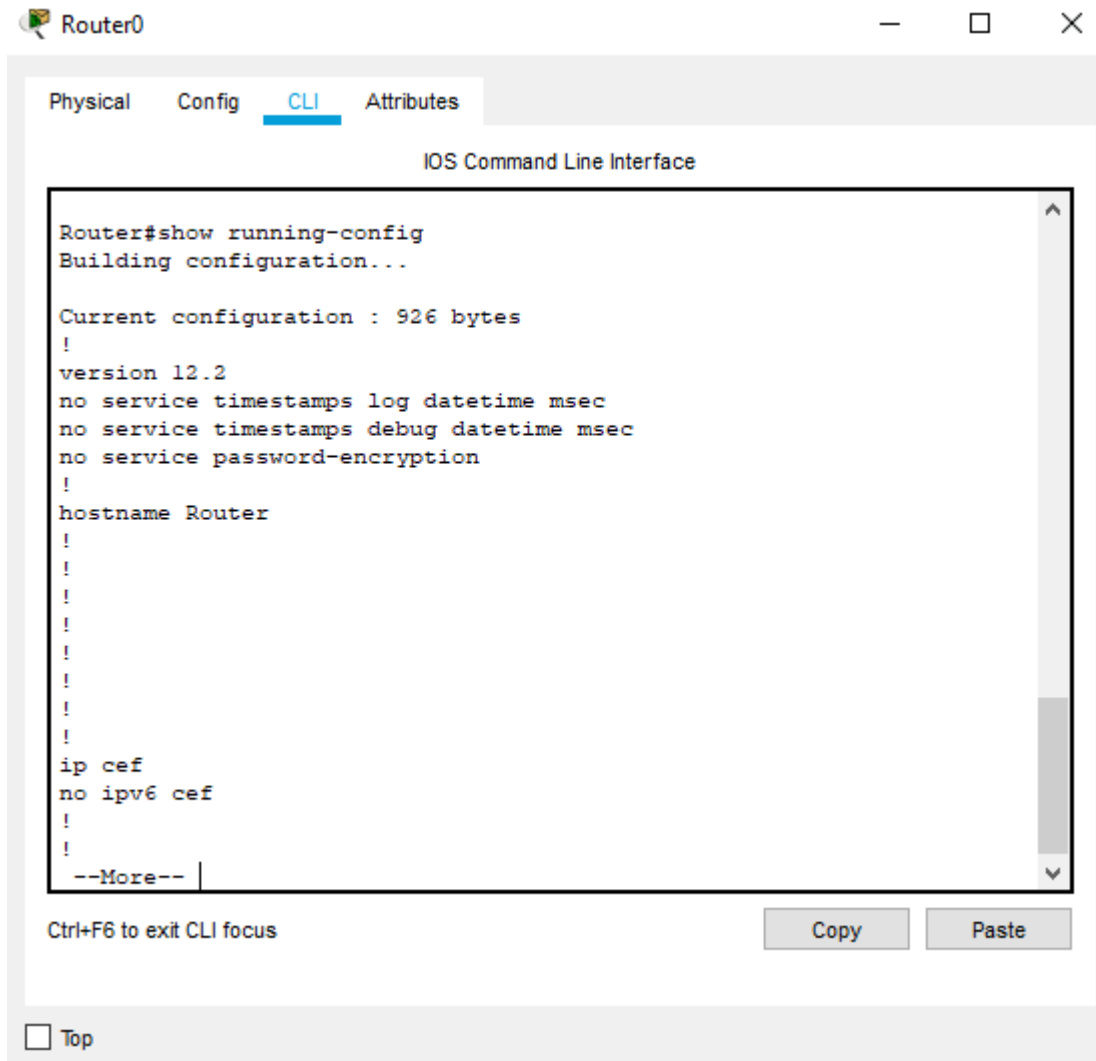 Router0
Physical Config CLI Attributes
IOS Command Line Interface
Router#show running-config
Building configuration...
Current configuration : 926 bytes
!
version 12.2
no service timestamps log datetime msec
no service timestamps debug datetime msec
no service password-encryption
!
hostname Router
!
!
!
!
!
!
!
!
ip cef
no ipv6 cef
!
!
--More--
Ctrl+F6 to exit CLI focus
Copy Paste
Top